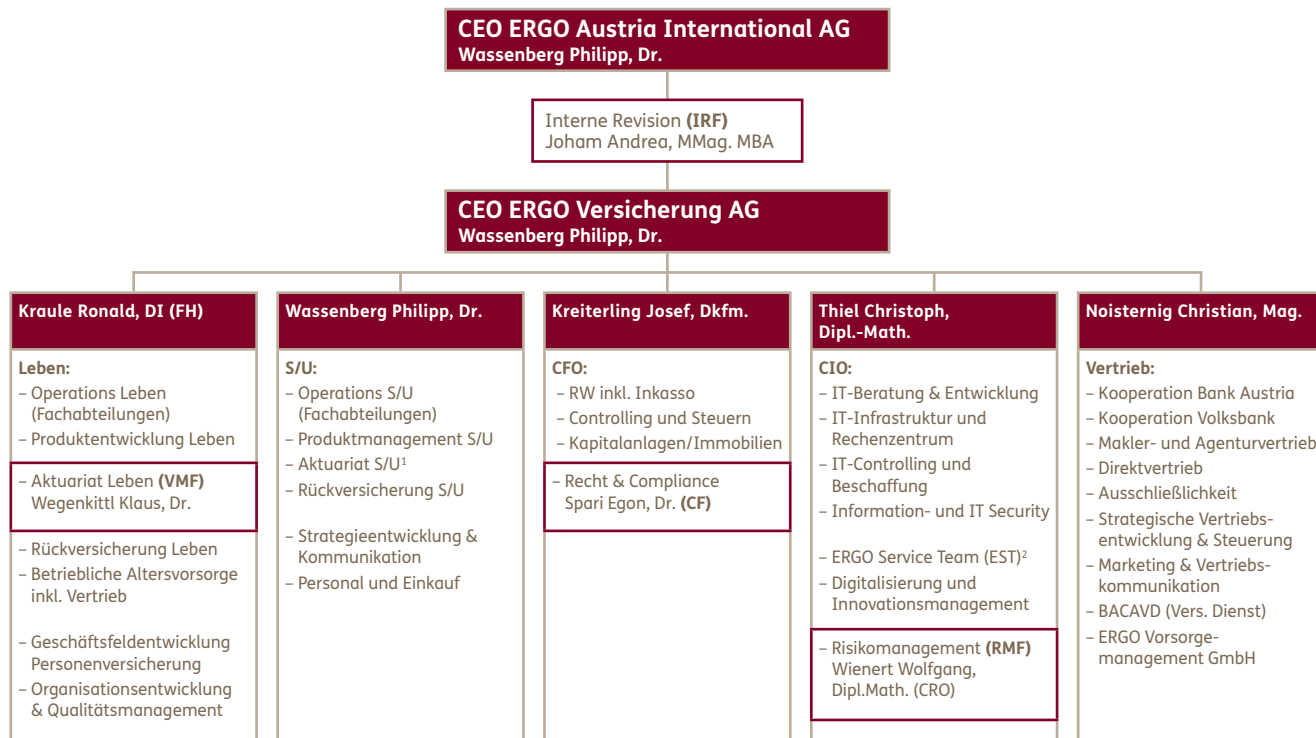 CEO ERGO Austria International AG
Wassenberg Philipp, Dr.
Interne Revision (IRF)
Joham Andrea, MMag. MBA
CEO ERGO Versicherung AG
Wassenberg Philipp, Dr.
Kraule Ronald, DI (FH)
Leben:
– Operations Leben
(Fachabteilungen)
– Produktentwicklung Leben
– Aktuariat Leben (VMF)
Wegenkittl Klaus, Dr.
– Rückversicherung Leben
– Betriebliche Altersvorsorge
inkl. Vertrieb
– Geschäftsfeldentwicklung
Personenversicherung
– Organisationsentwicklung
& Qualitätsmanagement
Wassenberg Philipp, Dr.
S/U:
– Operations S/U
(Fachabteilungen)
– Produktmanagement S/U
– Aktuariat S/U¹
– Rückversicherung S/U
– Strategieentwicklung &
Kommunikation
– Personal und Einkauf
Kreiterling Josef, Dkfm.
CFO:
– RW inkl. Inkasso
– Controlling und Steuern
– Kapitalanlagen/Immobilien
– Recht & Compliance
Spari Egon, Dr. (CF)
Thiel Christoph,
Dipl.-Math.
CIO:
– IT-Beratung & Entwicklung
– IT-Infrastruktur und
Rechenzentrum
– IT-Controlling und
Beschaffung
– Information- und IT Security
– ERGO Service Team (EST)²
– Digitalisierung und
Innovationsmanagement
– Risikomanagement (RMF)
Wienert Wolfgang,
Dipl.Math. (CRO)
Noisternig Christian, Mag.
Vertrieb:
– Kooperation Bank Austria
– Kooperation Volksbank
– Makler- und Agenturvertrieb
– Direktvertrieb
– Ausschließlichkeit
– Strategische Vertriebs-
entwicklung & Steuerung
– Marketing & Vertriebs-
kommunikation
– BACAVD (Vers. Dienst)
– ERGO Vorsorge-
management GmbH